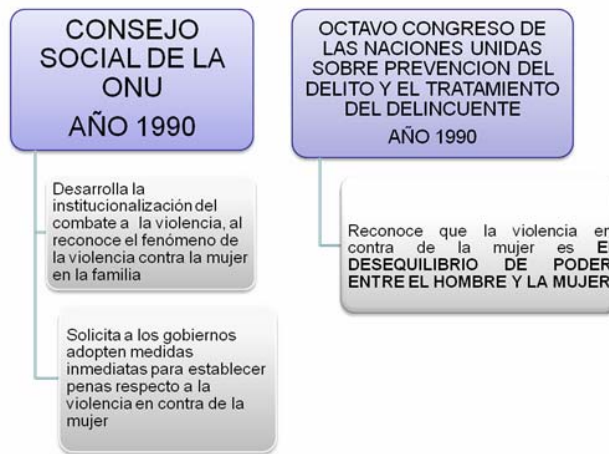 CONSEJO
SOCIAL DE LA
ONU
AÑO 1990
Desarrolla la
institucionalización del
combate a la violencia, al
reconoce el fenómeno de
la violencia contra la mujer
en la familia
Solicita a los gobiernos
adopten medidas
inmediatas para establecer
penas respecto a la
violencia en contra de la
mujer
OCTAVO CONGRESO DE
LAS NACIONES UNIDAS
SOBRE PREVENCION DEL
DELITO Y EL TRATAMIENTO
DEL DELINCUENTE
AÑO 1990
Reconoce que la violencia en
contra de la mujer es
DESEQUILIBRIO DE PODER
ENTRE EL HOMBRE Y LA MUJER